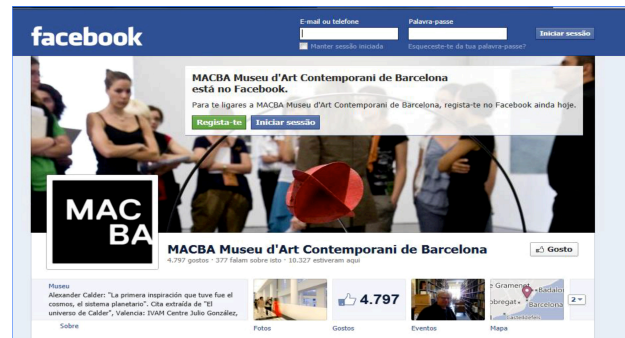 facebook
E-mail ou telefone
Palavra-passe
Iniciar sessão
Manter sessão iniciada
Esqueceste-te da tua palavra-passe?
MACBA Museu d'Art Contemporani de Barcelona
está no Facebook.
Para te ligares a MACBA Museu d'Art Contemporani de Barcelona, regista-te no Facebook ainda hoje.
Regista-te
Iniciar sessão
MAC
BA
MACBA Museu d'Art Contemporani de Barcelona
Gosto
4.797 gostos · 377 falam sobre isto · 10.327 estiveram aqui
Museu
Alexander Calder: "La primera inspiración que tuve fue el
cosmos, el sistema planetario". Cita extraída de "El
universo de Calder", Valencia: IVAM Centre Julio González,
Sobre
4.797
e Gramenet
Badalo
obregat
Barcelona
2
Fotos
Gostos
Eventos
Mapa